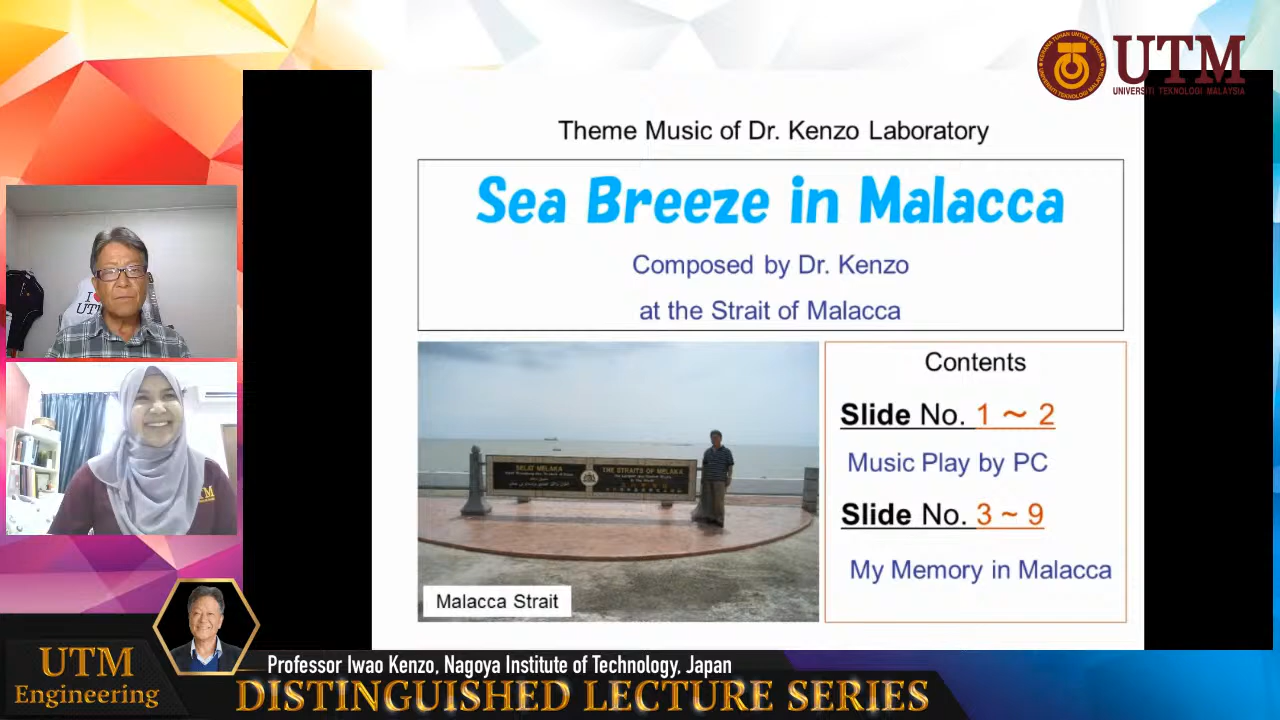 UTM
UNIVERSITI TEKNOLOGI MALAYSIA
Theme Music of Dr. Kenzo Laboratory
Sea Breeze in Malacca
Composed by Dr. Kenzo
at the Strait of Malacca
Contents
Slide No. 1 ～ 2
Music Play by PC
Slide No. 3 ~ 9
My Memory in Malacca
SELAT MELAKA
THE STRAITS OF MELAKA
Malacca Strait
I
UTM
UTM
Professor Iwao Kenzo, Nagoya Institute of Technology, Japan
UTM
Engineering
DISTINGUISHED LECTURE SERIES